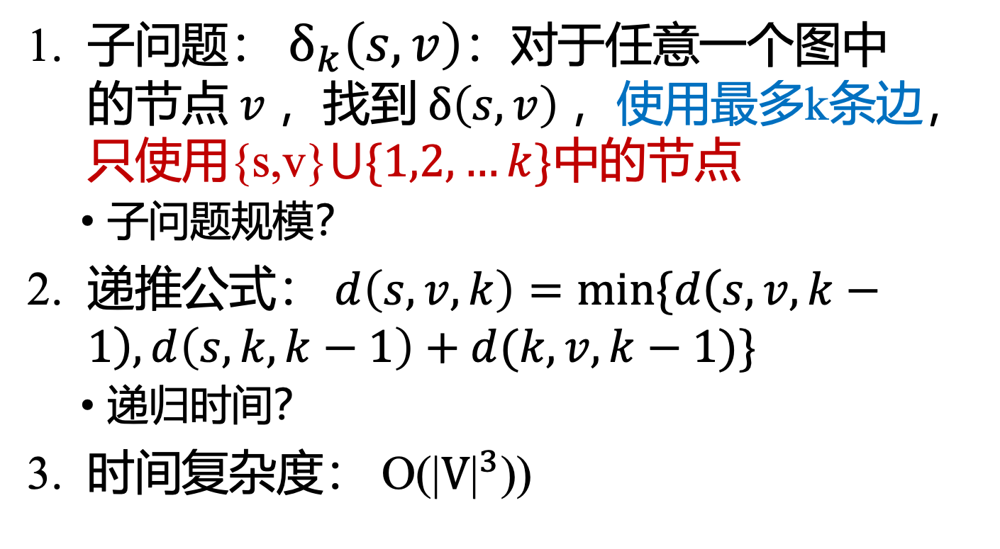 1. 子问题： δₖ(s, v)：对于任意一个图中
的节点 v ，找到 δ(s, v) ，使用最多k条边，
只使用{s,v}∪{1,2, … k}中的节点
• 子问题规模？
2. 递推公式： d(s, v, k) = min{d(s, v, k −
1), d(s, k, k − 1) + d(k, v, k − 1)}
• 递归时间？
3. 时间复杂度： O(|V|³))